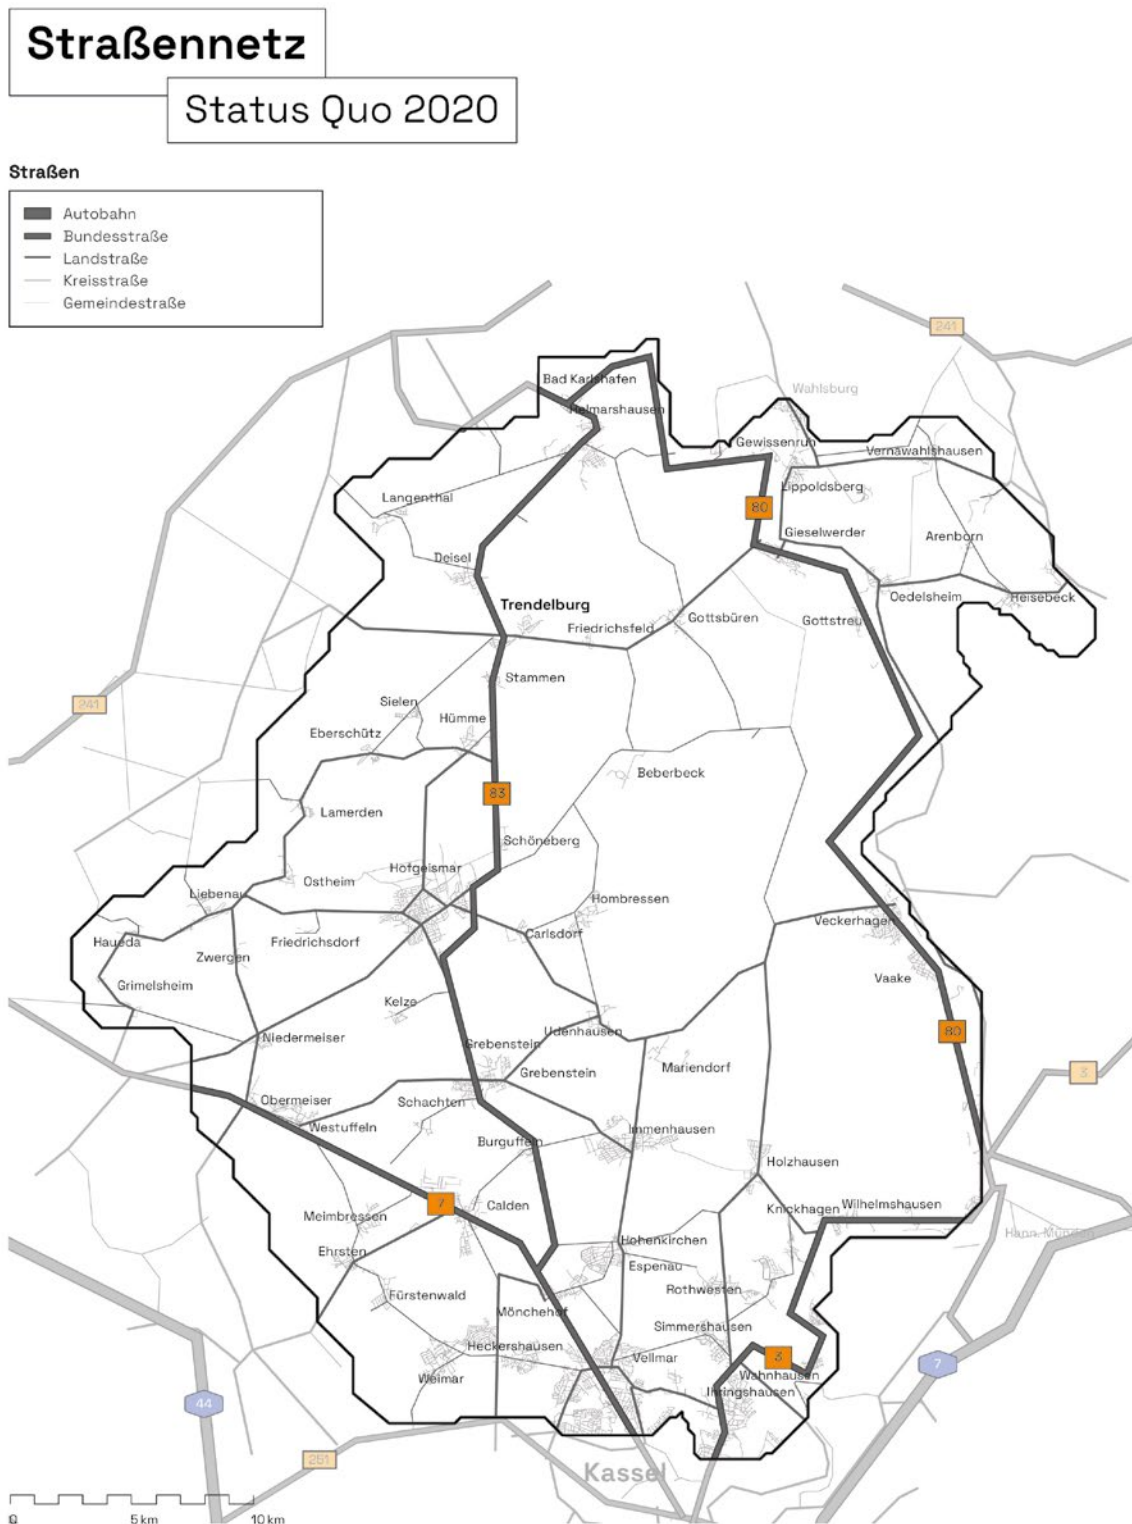 Straßennetz
Status Quo 2020
Straßen
Autobahn
Bundesstraße
Landstraße
Kreisstraße
Gemeindestraße
241
Bad Karlshafen
Wahlsburg
Helmarshausen
Gewissenruh
Vernawahlshausen
Langenthal
Lippoldsberg
80
Gieselwerder
Arenborn
Deisel
Trendelburg
Oedelsheim
Heisebeck
Friedrichsfeld
Gottsbüren
Gottstreu
Stammen
241
Sielen
Hümme
Eberschütz
Beberbeck
83
Lamerden
Schöneberg
Hofgeismar
Ostheim
Liebenau
Hombressen
Veckerhagen
Carlsdorf
Haueda
Friedrichsdorf
Zwergen
Vaake
Grimelsheim
Kelze
Udenhausen
80
Niedermeiser
Grebenstein
Mariendorf
Grebenstein
3
Obermeiser
Schachten
Westuffeln
Immenhausen
Burguffeln
Holzhausen
7
Calden
Wilhelmshausen
Knickhagen
Meimbressen
Hann. Münden
Hohenkirchen
Ehrsten
Espenau
Rothwesten
Fürstenwald
Mönchehof
Simmershausen
Heckershausen
Vellmar
3
7
Weimar
Wahnhausen
Ihringshausen
44
251
Kassel
0
5 km
10 km